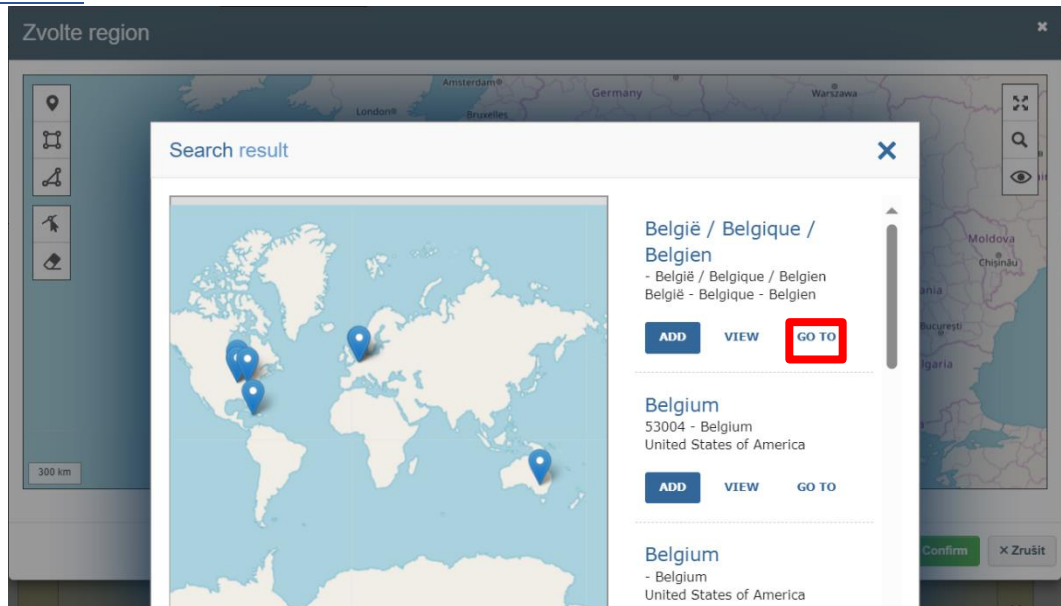 Zvolte region
Amsterdam
Germany
Warszawa
London
Bruxelles
Search result
België / Belgique /
Belgien
- België / Belgique / Belgien
België - Belgique - Belgien
ADD VIEW GO TO
Belgium
53004 - Belgium
United States of America
ADD VIEW GO TO
Belgium
- Belgium
United States of America
Moldova
Chișinău
ania
București
lgaria
300 km
Confirm
Zrušit